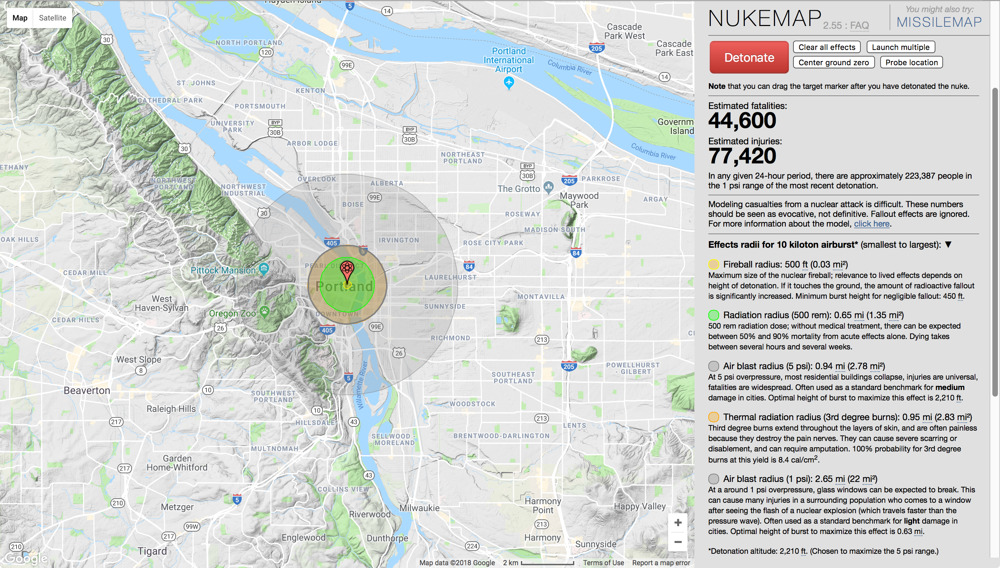 Map
Satellite
Hayden Island
5
14
NORTH PORTLAND
30
120
99E
Cascade
Park West
Cascade
Park East
205
Portland
International
Airport
Columbia River
14
ST. JOHNS
KENTON
CATHEDRAL PARK
PORTSMOUTH
UNIVERSITY
PARK
BYP
30B
BYP
30B
Governm
Island
ARBOR LODGE
30
NORTHEAST
PORTLAND
Columbia River
ETHANY
BYP
30B
OVERLOOK
ALBERTA
205
PARKROSE
NORTHWEST
PORTLAND
NORTHWEST
INDUSTRIAL
The Grotto
Maywood
Park
99E
BOISE
ARGAY
30
ROSEWAY
MADISON SOUTH
OAK HILLS
405
5
IRVINGTON
ROSE CITY PARK
84
PEARL DISTRICT
84
CEDAR MILL
Pittock Mansion
LAURELHURST
Portland
West
Haven-Sylvan
MONTAVILLA
SUNNYSIDE
Oregon Zoo
DOWNTOWN
CEDAR HILLS
26
405
99E
RICHMOND
213
26
West Slope
8
205
POWELLHURST
- GILBERT
5
Willamette River
SOUTHEAST
PORTLAND
Beaverton
10
SOUTHWEST
PORTLAND
WOODSTOCK
Raleigh Hills
10
217
HILLSDALE
43
213
LENTS
SELLWOOD -
MORELAND
BRENTWOOD-DARLINGTON
MULTNOMAH
Garden
Home-Whitford
217
43
COLLINS VIEW
5
210
Metzger
Riverwood
Milwaukie
Harmony
Point
Happy Valley
99W
213
217
Englewood
Dunthorpe
Harmony
Sunnyside
210
Tigard
224
+
−
Google
Map data ©2018 Google
2 km
Terms of Use
Report a map error
NUKEMAP 2.55 : FAQ
You might also try:
MISSILEMAP
Detonate
Clear all effects
Launch multiple
Center ground zero
Probe location
Note that you can drag the target marker after you have detonated the nuke.
Estimated fatalities:
44,600
Estimated injuries:
77,420
In any given 24-hour period, there are approximately 223,387 people in
the 1 psi range of the most recent detonation.
Modeling casualties from a nuclear attack is difficult. These numbers
should be seen as evocative, not definitive. Fallout effects are ignored.
For more information about the model, click here.
Effects radii for 10 kiloton airburst* (smallest to largest): ▼
Fireball radius: 500 ft (0.03 mi²)
Maximum size of the nuclear fireball; relevance to lived effects depends on
height of detonation. If it touches the ground, the amount of radioactive fallout
is significantly increased. Minimum burst height for negligible fallout: 450 ft.
Radiation radius (500 rem): 0.65 mi (1.35 mi²)
500 rem radiation dose; without medical treatment, there can be expected
between 50% and 90% mortality from acute effects alone. Dying takes
between several hours and several weeks.
Air blast radius (5 psi): 0.94 mi (2.78 mi²)
At 5 psi overpressure, most residential buildings collapse, injuries are universal,
fatalities are widespread. Often used as a standard benchmark for medium
damage in cities. Optimal height of burst to maximize this effect is 2,210 ft.
Thermal radiation radius (3rd degree burns): 0.95 mi (2.83 mi²)
Third degree burns extend throughout the layers of skin, and are often painless
because they destroy the pain nerves. They can cause severe scarring or
disablement, and can require amputation. 100% probability for 3rd degree
burns at this yield is 8.4 cal/cm².
Air blast radius (1 psi): 2.65 mi (22 mi²)
At a around 1 psi overpressure, glass windows can be expected to break. This
can cause many injuries in a surrounding population who comes to a window
after seeing the flash of a nuclear explosion (which travels faster than the
pressure wave). Often used as a standard benchmark for light damage in
cities. Optimal height of burst to maximize this effect is 0.63 mi.
*Detonation altitude: 2,210 ft. (Chosen to maximize the 5 psi range.)